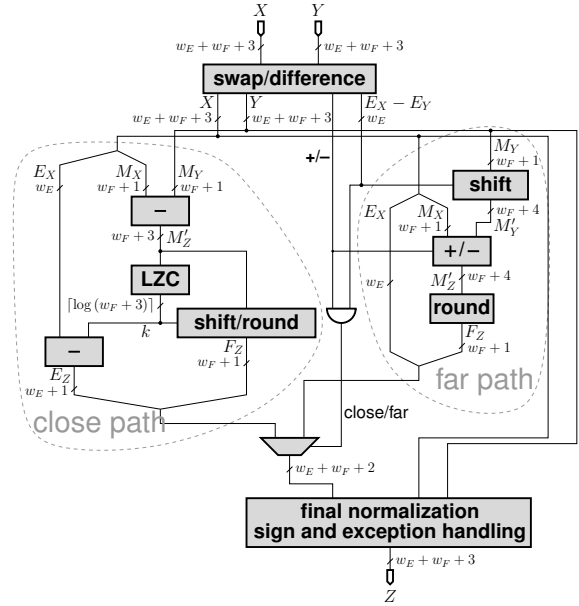 X Y
w_E + w_F + 3 w_E + w_F + 3
swap/difference
X Y E_X − E_Y
w_E + w_F + 3 w_E + w_F + 3 w_E
+/−
M_Y
w_F + 1
E_X M_X M_Y
w_E w_F + 1 w_F + 1
shift
w_F + 4
M'_Y
E_X M_X
w_F + 1
−
+/−
w_F + 3 M'_Z
LZC
w_E M'_Z w_F + 4
⌈log (w_F + 3)⌉
round
k shift/round
F_Z
w_F + 1
−
F_Z
w_F + 1
E_Z
w_E + 1
far path
close path
close/far
w_E + w_F + 2
final normalization
sign and exception handling
w_E + w_F + 3
Z